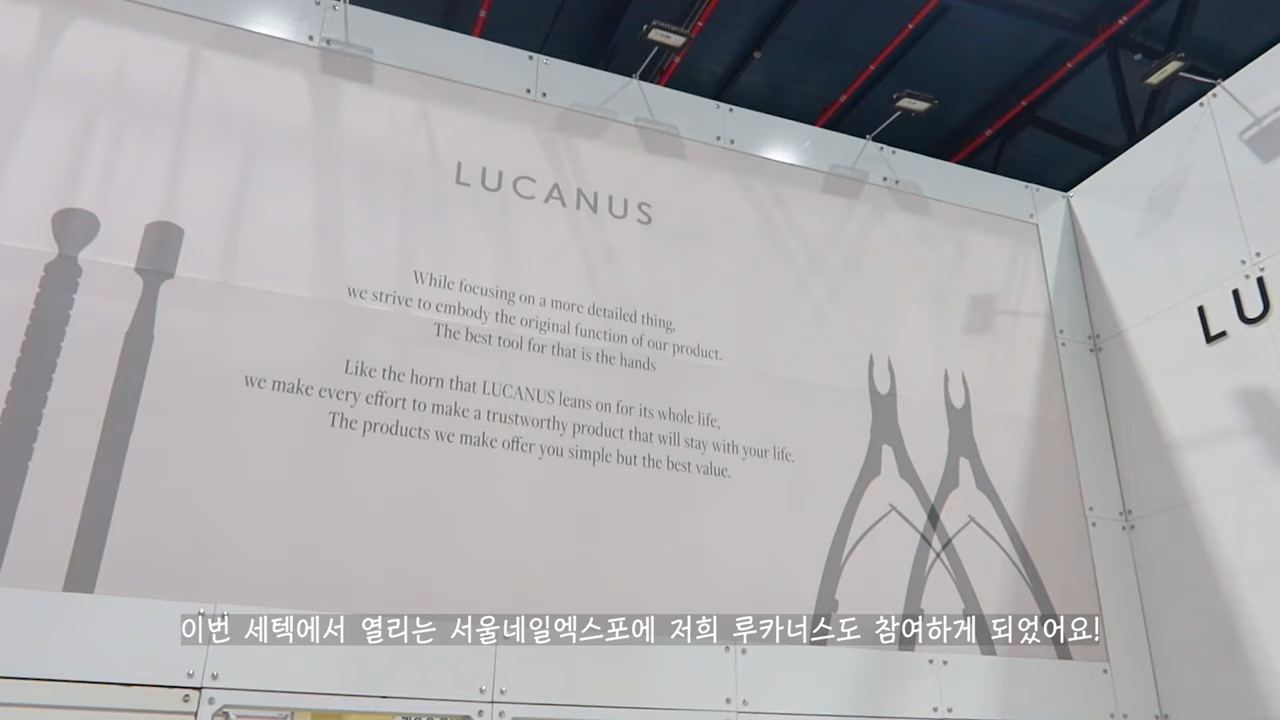 LUCANUS
While focusing on a more detailed thing,
we strive to embody the original function of our product.
The best tool for that is the hands
Like the horn that LUCANUS leans on for its whole life,
we make every effort to make a trustworthy product that will stay with your life.
The products we make offer you simple but the best value.
LU
이번 세텍에서 열리는 서울네일엑스포에 저희 루카너스도 참여하게 되었어요!